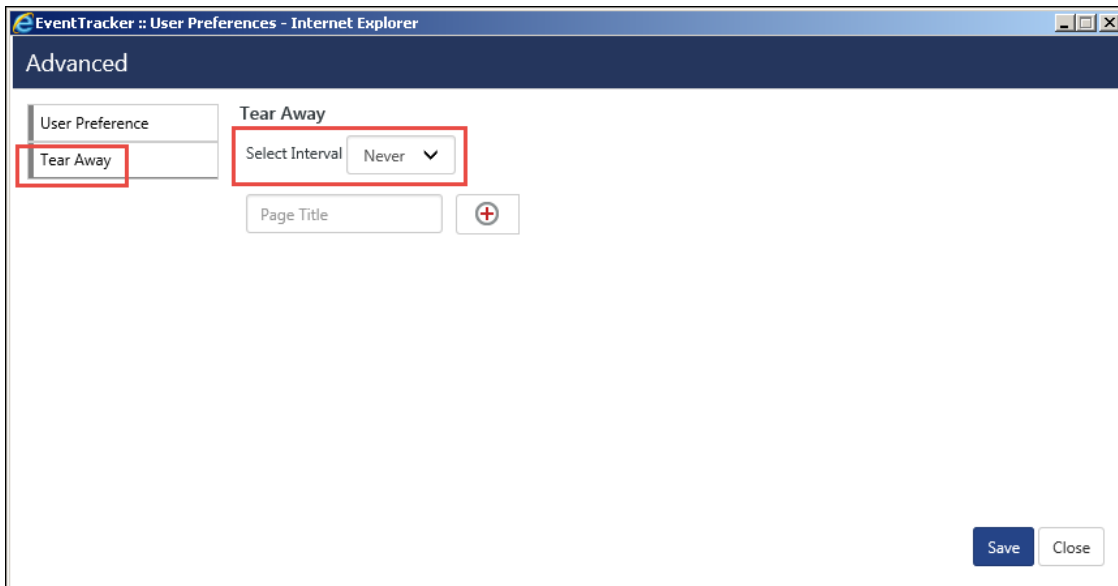 EventTracker :: User Preferences - Internet Explorer
Advanced
User Preference
Tear Away
Tear Away
Select Interval Never
Page Title
Save Close